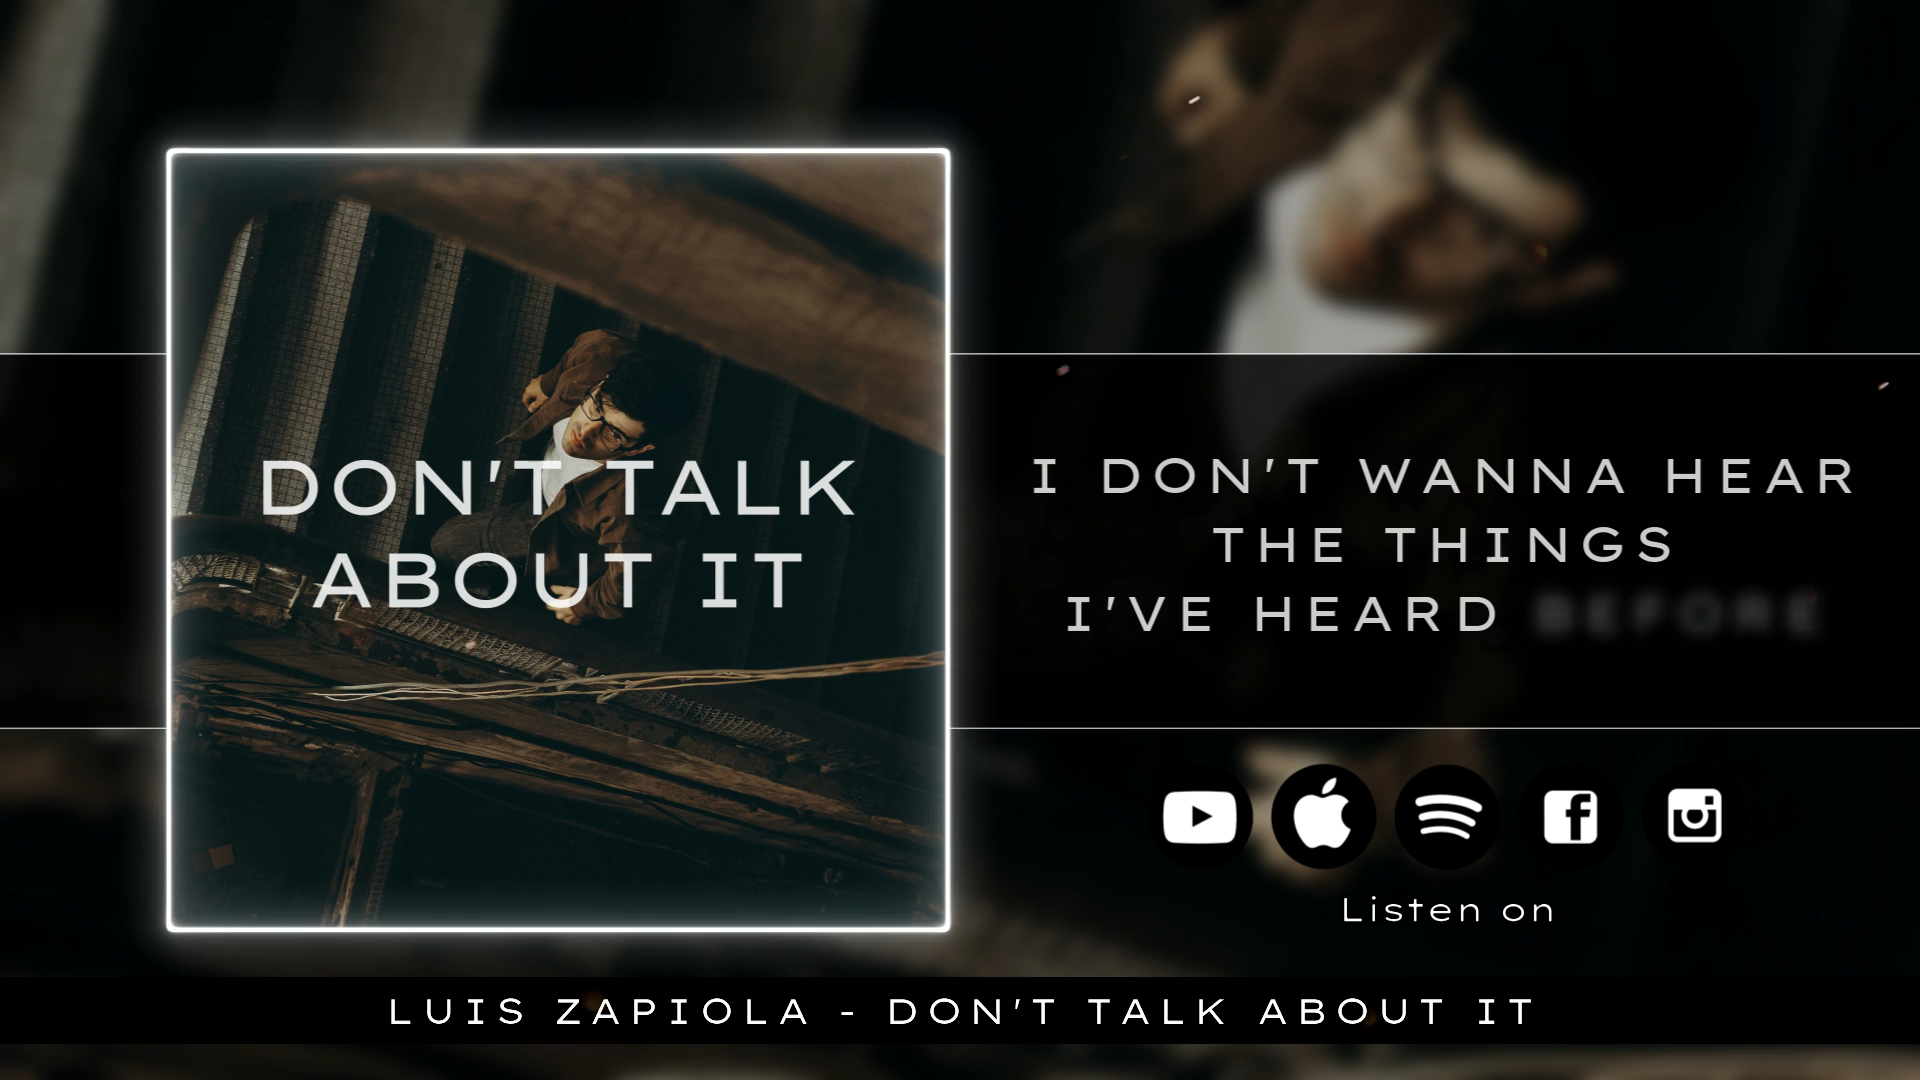 DON'T TALK
ABOUT IT
I DON'T WANNA HEAR
THE THINGS
I'VE HEARD BEFORE
Listen on
LUIS ZAPIOLA - DON'T TALK ABOUT IT